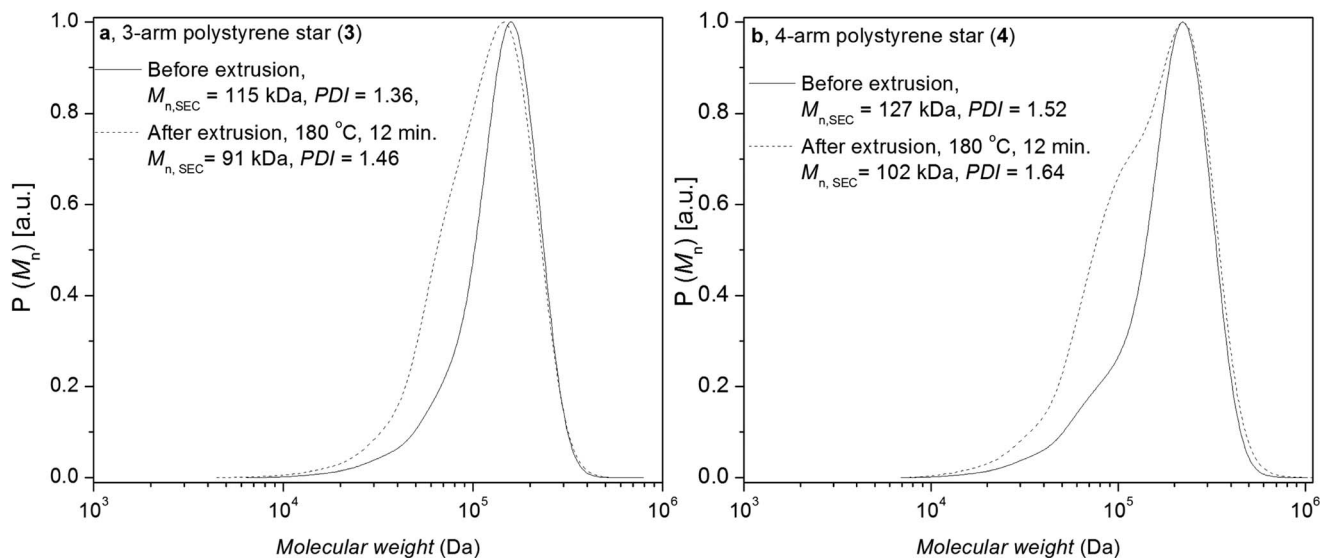 a, 3-arm polystyrene star (3)
Before extrusion,
Mn,SEC = 115 kDa, PDI = 1.36,
After extrusion, 180 °C, 12 min.
Mn, SEC = 91 kDa, PDI = 1.46
P (Mn) [a.u.]
1.0
0.8
0.6
0.4
0.2
0.0
10³ 10⁴ 10⁵ 10⁶
Molecular weight (Da)
b, 4-arm polystyrene star (4)
Before extrusion,
Mn,SEC = 127 kDa, PDI = 1.52
After extrusion, 180 °C, 12 min.
Mn, SEC = 102 kDa, PDI = 1.64
P (Mn) [a.u.]
1.0
0.8
0.6
0.4
0.2
0.0
10³ 10⁴ 10⁵ 10⁶
Molecular weight (Da)